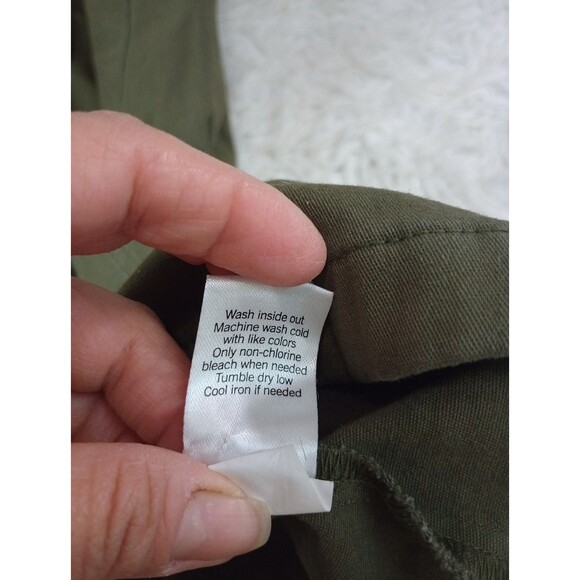 Wash inside out
Machine wash cold
with like colors
Only non-chlorine
bleach when needed
Tumble dry low
Cool iron if needed